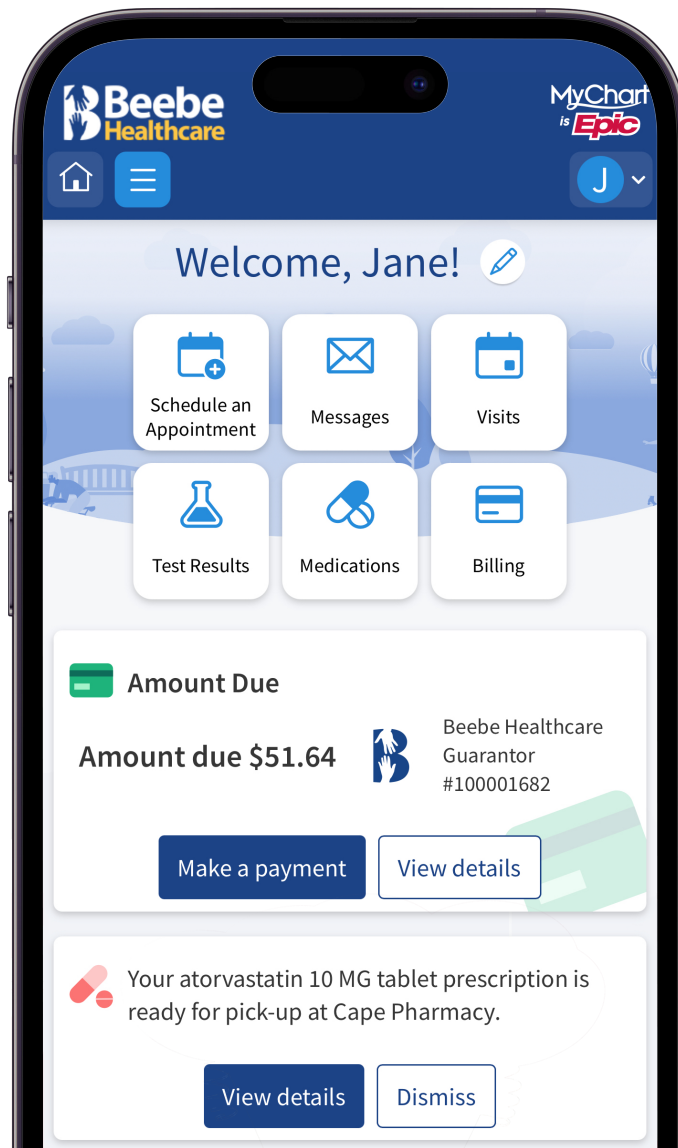 Beebe
Healthcare
MyChart
is Epic
J
Welcome, Jane!
Schedule an
Appointment
Messages
Visits
Test Results
Medications
Billing
Amount Due
Amount due $51.64
B
Beebe Healthcare
Guarantor
#100001682
Make a payment
View details
Your atorvastatin 10 MG tablet prescription is
ready for pick-up at Cape Pharmacy.
View details
Dismiss